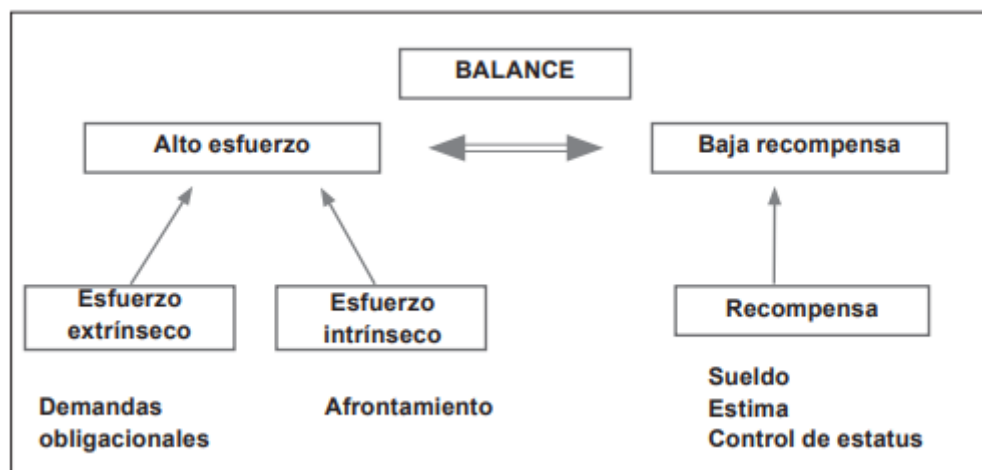 BALANCE
Alto esfuerzo
Baja recompensa
Esfuerzo
extrínseco
Esfuerzo
intrínseco
Recompensa
Demandas
obligacionales
Afrontamiento
Sueldo
Estima
Control de estatus